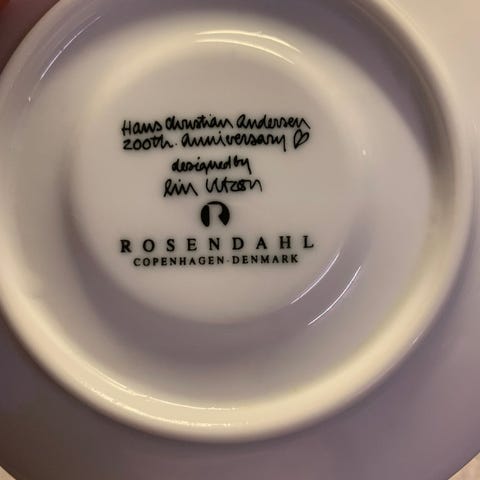 Hans Christian Andersen
200th. anniversary
designed by
Lin Utzon
ROSENDAHL
COPENHAGEN·DENMARK